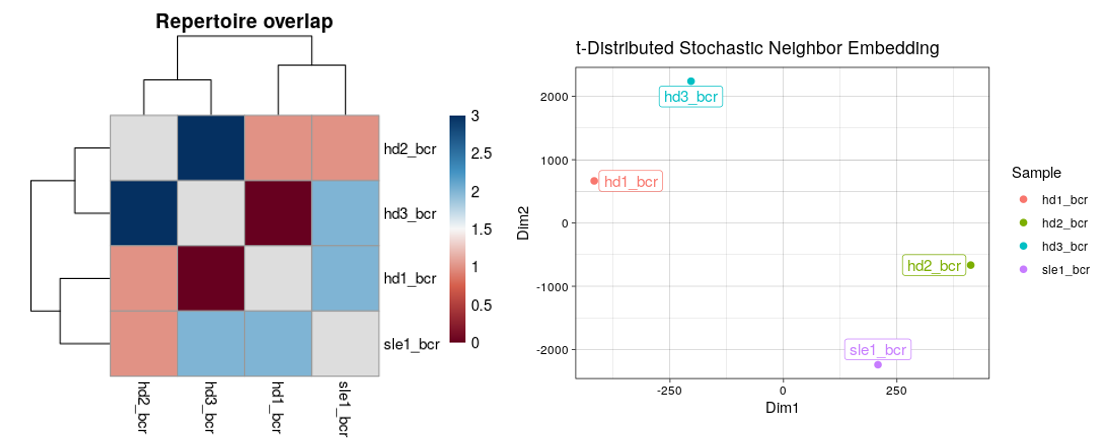 Repertoire overlap
3
2.5
2
1.5
1
0.5
0
hd2_bcr
hd3_bcr
hd1_bcr
sle1_bcr
hd2_bcr
hd3_bcr
hd1_bcr
sle1_bcr
t-Distributed Stochastic Neighbor Embedding
Dim2
2000
1000
0
-1000
-2000
hd3_bcr
hd1_bcr
hd2_bcr
sle1_bcr
-250
0
250
Dim1
Sample
hd1_bcr
hd2_bcr
hd3_bcr
sle1_bcr